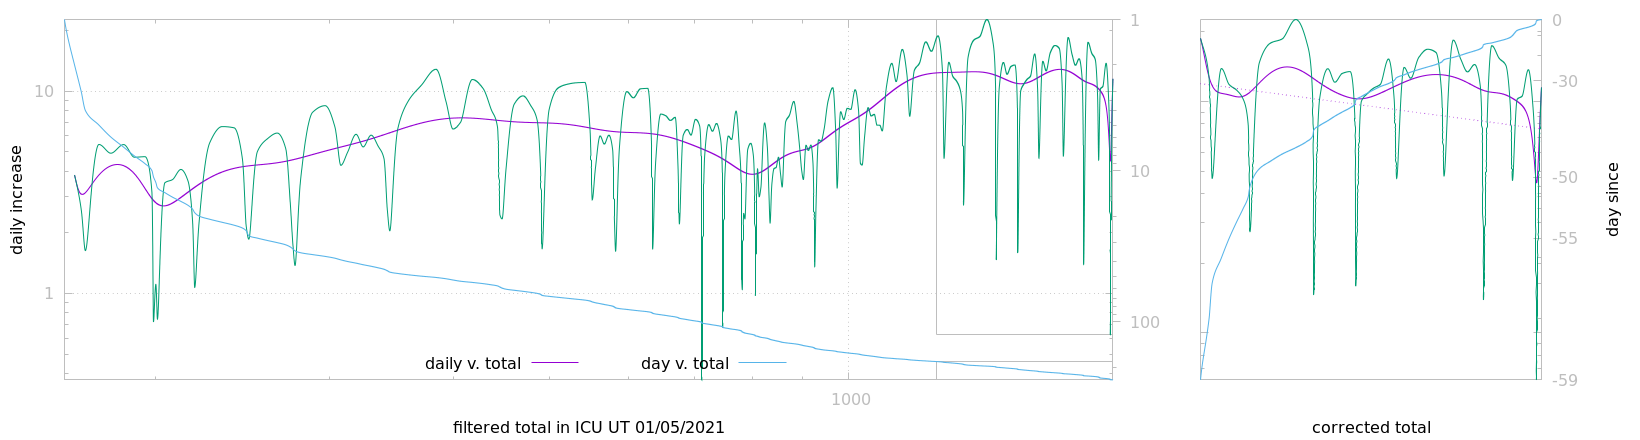 daily increase
10
1
daily v. total
day v. total
1000
filtered total in ICU UT 01/05/2021
1
10
100
0
-30
-50
-55
-59
day since
corrected total